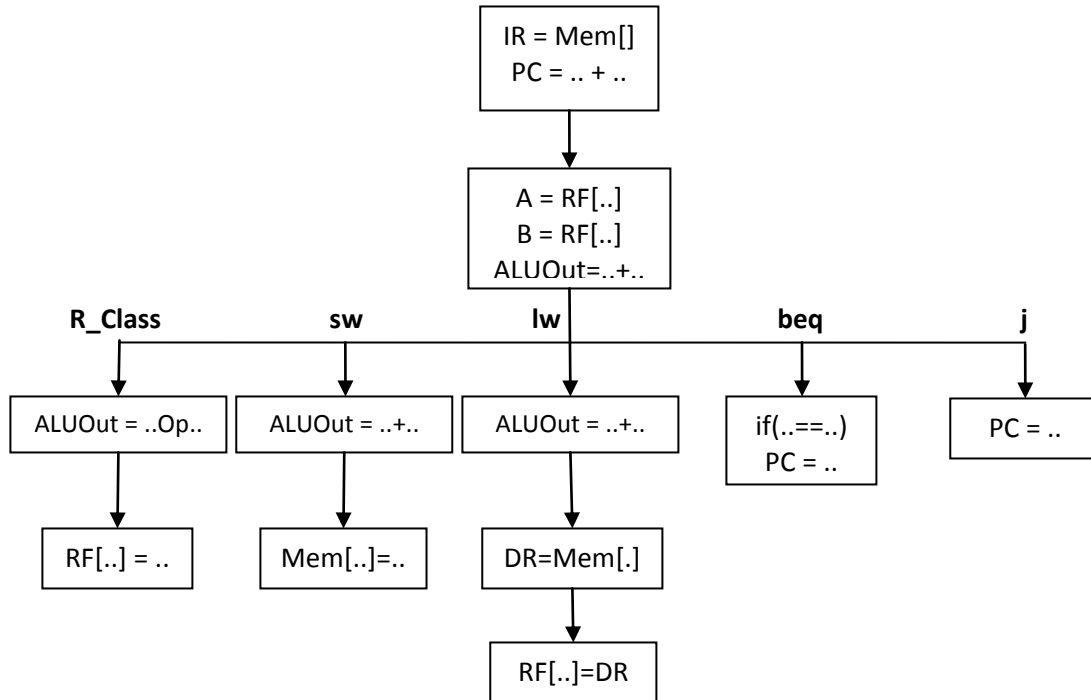 IR = Mem[]
PC = .. + ..
A = RF[..]
B = RF[..]
ALUOut=..+..
R_Class
sw
lw
beq
j
ALUOut = ..Op..
ALUOut = ..+..
ALUOut = ..+..
if(..==..)
PC = ..
PC = ..
RF[..] = ..
Mem[..]=..
DR=Mem[.]
RF[..]=DR